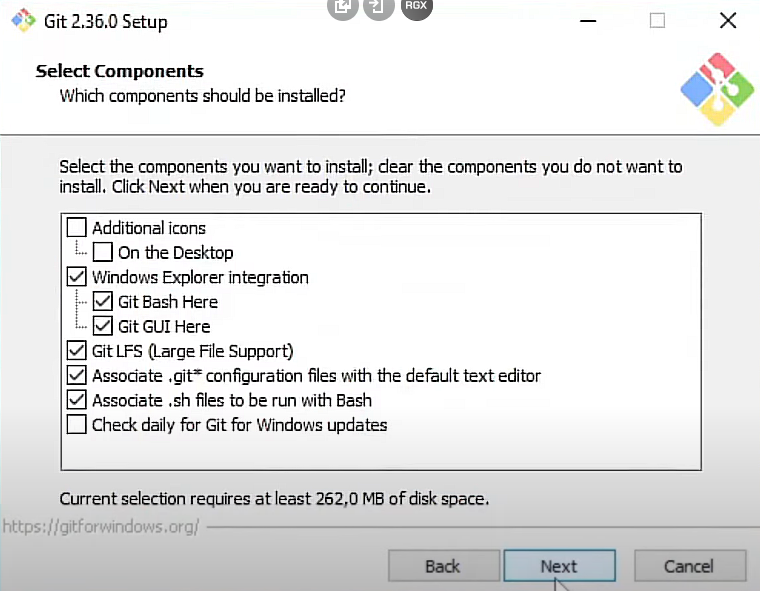 RGX
Git 2.36.0 Setup
Select Components
Which components should be installed?
Select the components you want to install; clear the components you do not want to
install. Click Next when you are ready to continue.
Additional icons
On the Desktop
Windows Explorer integration
Git Bash Here
Git GUI Here
Git LFS (Large File Support)
Associate .git* configuration files with the default text editor
Associate .sh files to be run with Bash
Check daily for Git for Windows updates
Current selection requires at least 262,0 MB of disk space.
https://gitforwindows.org/
Back
Next
Cancel